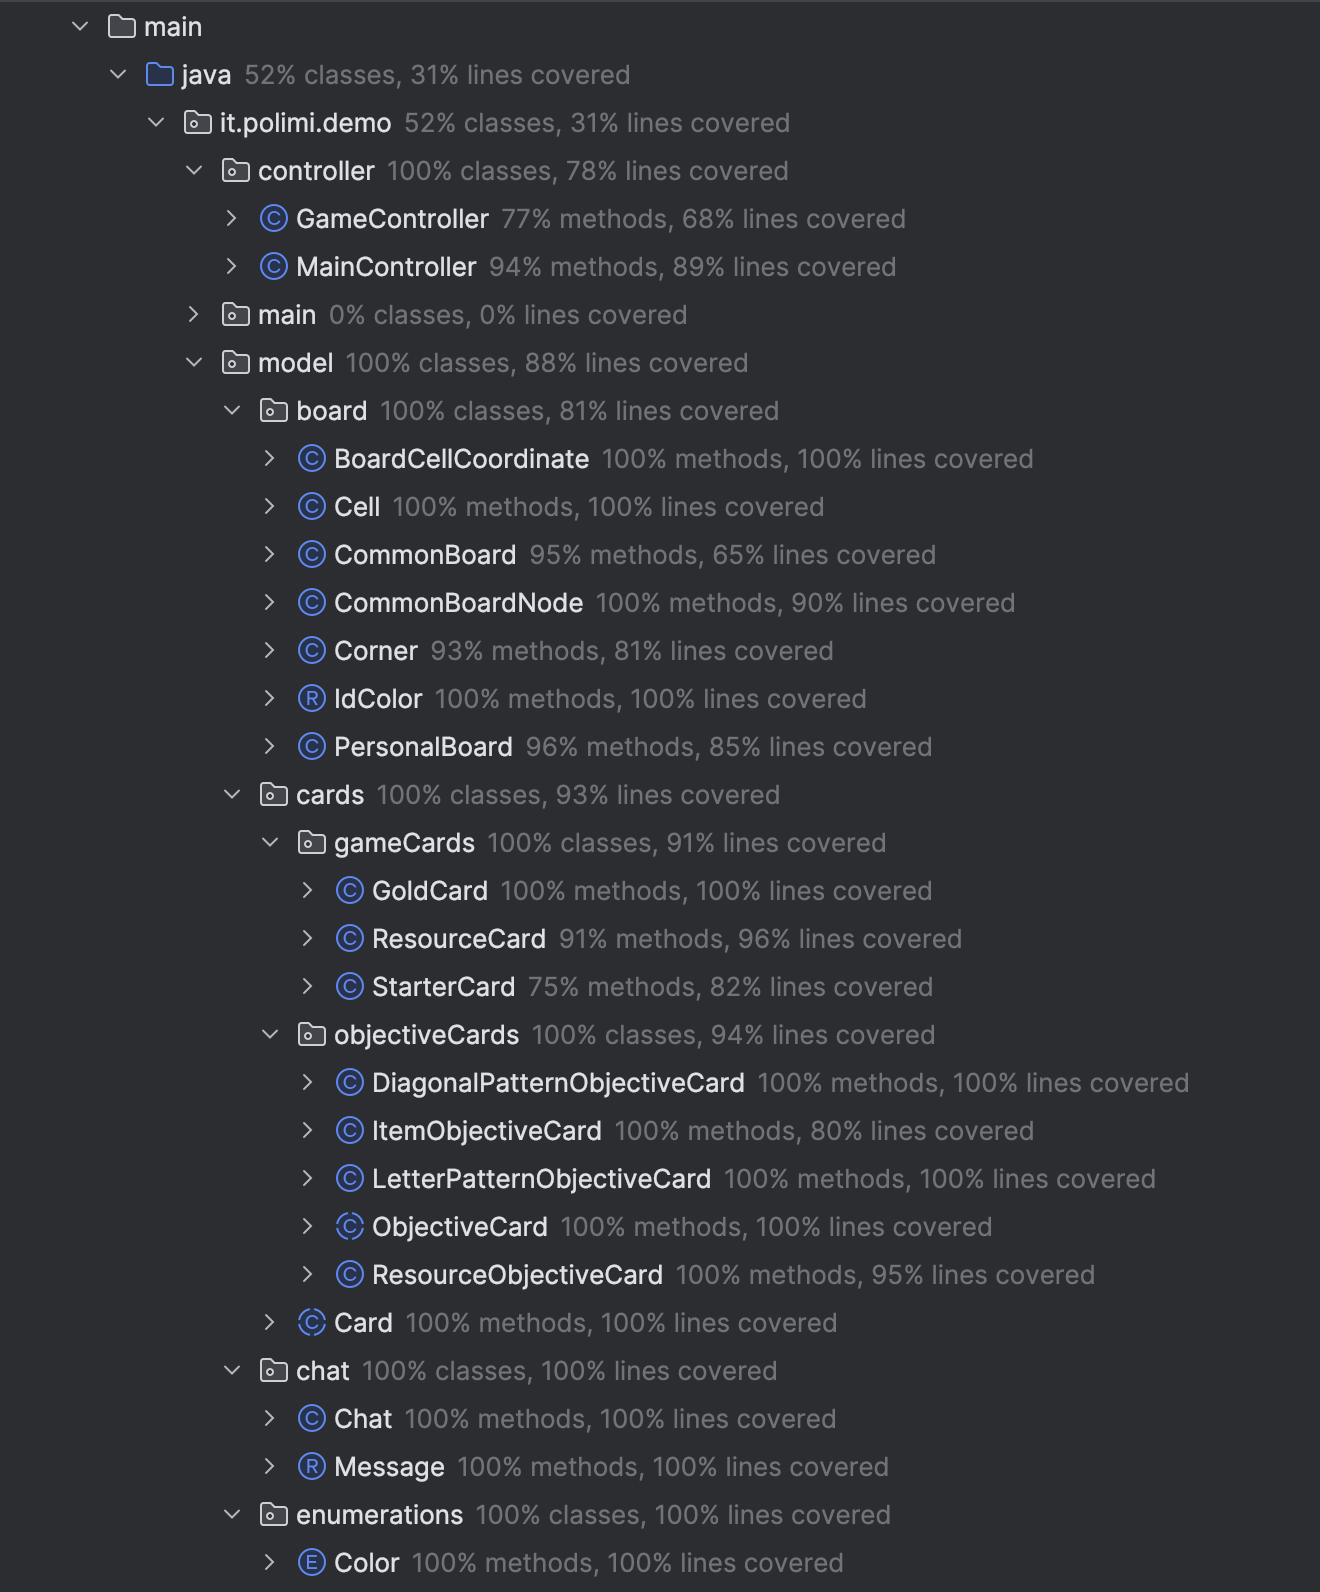 main
java 52% classes, 31% lines covered
it.polimi.demo 52% classes, 31% lines covered
controller 100% classes, 78% lines covered
C GameController 77% methods, 68% lines covered
C MainController 94% methods, 89% lines covered
main 0% classes, 0% lines covered
model 100% classes, 88% lines covered
board 100% classes, 81% lines covered
C BoardCellCoordinate 100% methods, 100% lines covered
C Cell 100% methods, 100% lines covered
C CommonBoard 95% methods, 65% lines covered
C CommonBoardNode 100% methods, 90% lines covered
C Corner 93% methods, 81% lines covered
R IdColor 100% methods, 100% lines covered
C PersonalBoard 96% methods, 85% lines covered
cards 100% classes, 93% lines covered
gameCards 100% classes, 91% lines covered
C GoldCard 100% methods, 100% lines covered
C ResourceCard 91% methods, 96% lines covered
C StarterCard 75% methods, 82% lines covered
objectiveCards 100% classes, 94% lines covered
C DiagonalPatternObjectiveCard 100% methods, 100% lines covered
C ItemObjectiveCard 100% methods, 80% lines covered
C LetterPatternObjectiveCard 100% methods, 100% lines covered
C ObjectiveCard 100% methods, 100% lines covered
C ResourceObjectiveCard 100% methods, 95% lines covered
C Card 100% methods, 100% lines covered
chat 100% classes, 100% lines covered
C Chat 100% methods, 100% lines covered
R Message 100% methods, 100% lines covered
enumerations 100% classes, 100% lines covered
E Color 100% methods, 100% lines covered